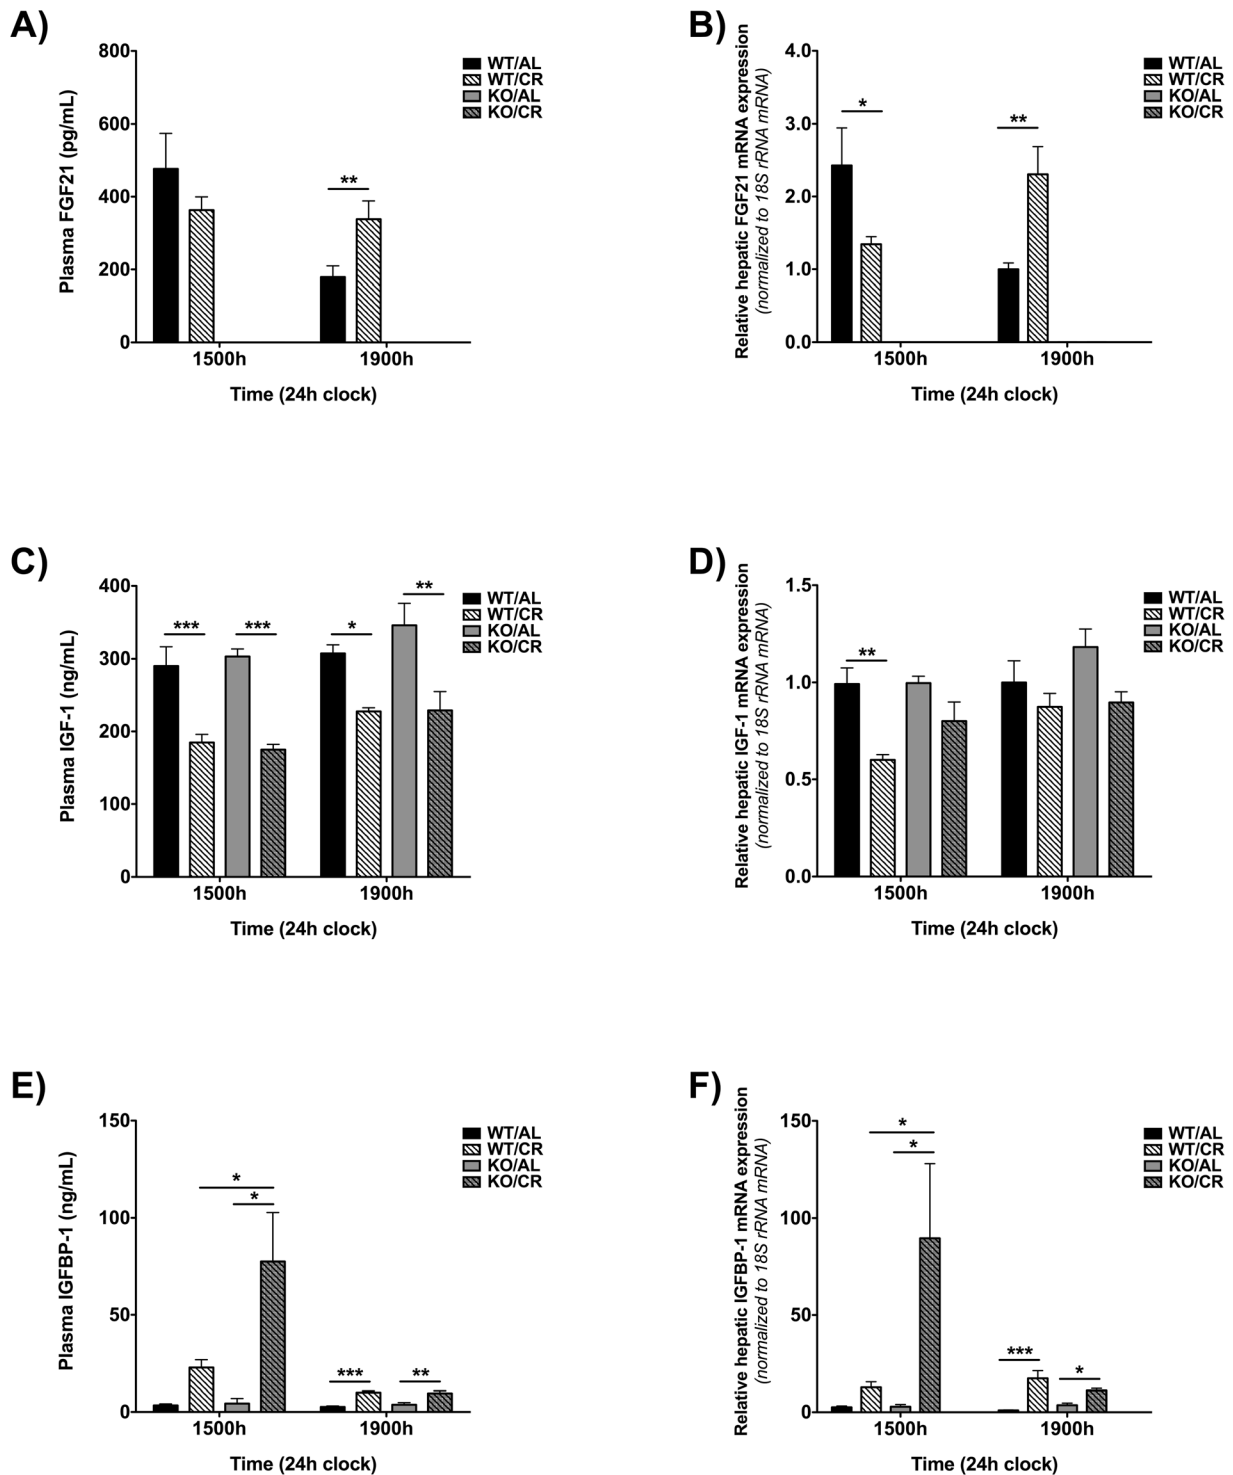 A)
Plasma FGF21 (pg/mL)
800
600
400
200
0
**
1500h
1900h
Time (24h clock)
WT/AL
WT/CR
KO/AL
KO/CR
B)
Relative hepatic FGF21 mRNA expression
(normalized to 18S rRNA mRNA)
4.0
3.0
2.0
1.0
0.0
*
**
1500h
1900h
Time (24h clock)
WT/AL
WT/CR
KO/AL
KO/CR
C)
Plasma IGF-1 (ng/mL)
400
300
200
100
0
***
***
*
**
1500h
1900h
Time (24h clock)
WT/AL
WT/CR
KO/AL
KO/CR
D)
Relative hepatic IGF-1 mRNA expression
(normalized to 18S rRNA mRNA)
1.5
1.0
0.5
0.0
**
1500h
1900h
Time (24h clock)
WT/AL
WT/CR
KO/AL
KO/CR
E)
Plasma IGFBP-1 (ng/mL)
150
100
50
0
*
*
***
**
1500h
1900h
Time (24h clock)
WT/AL
WT/CR
KO/AL
KO/CR
F)
Relative hepatic IGFBP-1 mRNA expression
(normalized to 18S rRNA mRNA)
150
100
50
0
*
*
***
*
1500h
1900h
Time (24h clock)
WT/AL
WT/CR
KO/AL
KO/CR